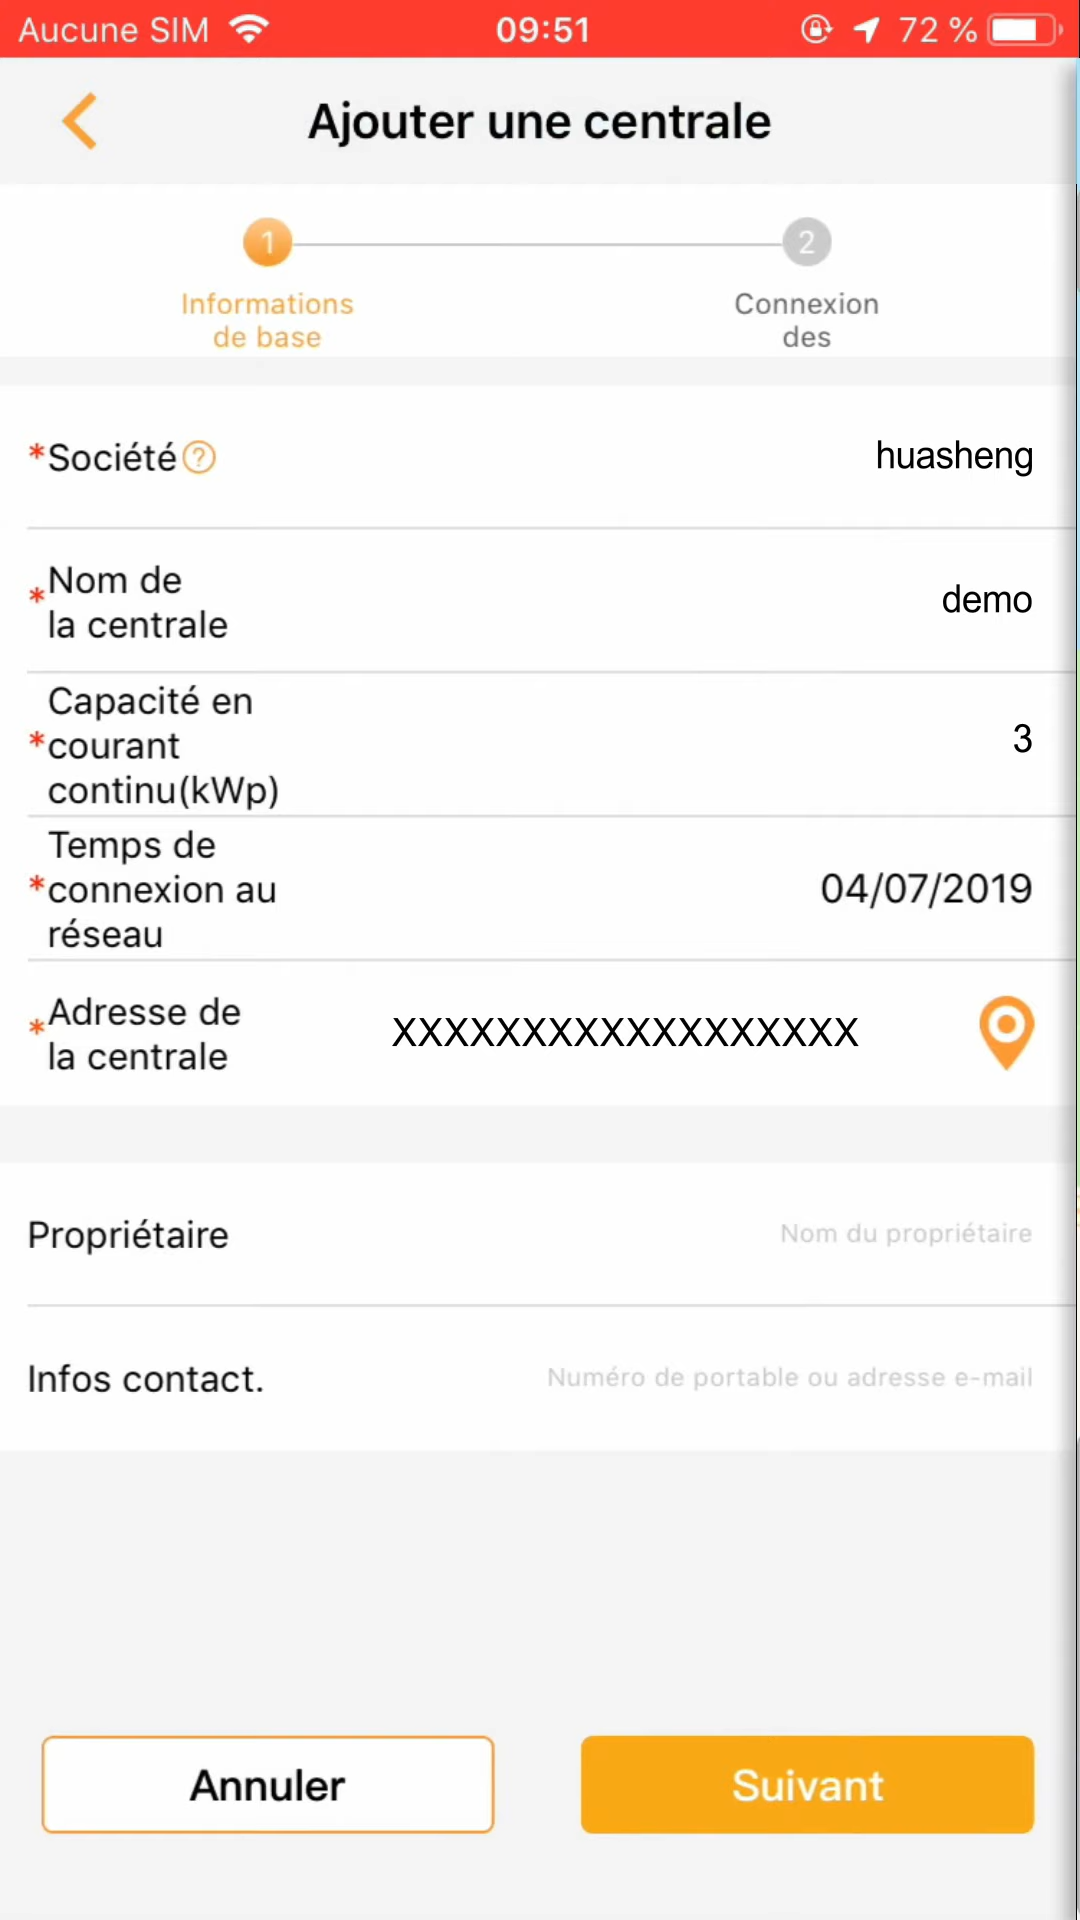 Aucune SIM 09:51 72 %
Ajouter une centrale
1 2
Informations
de base
Connexion
des
*Société? huasheng
*Nom de
la centrale
demo
Capacité en
*courant
continu(kWp)
3
Temps de
*connexion au
réseau
04/07/2019
*Adresse de
la centrale
XXXXXXXXXXXXXXXXXX
Propriétaire Nom du propriétaire
Infos contact. Numéro de portable ou adresse e-mail
Annuler Suivant